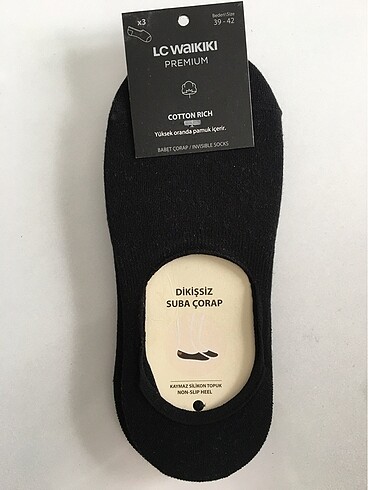 x3
Beden\Size
39 - 42
LC WAIKIKI
PREMIUM
COTTON RICH
Yüksek oranda pamuk içerir.
BABET ÇORAP / INVISIBLE SOCKS
DİKİŞSİZ
SUBA ÇORAP
KAYMAZ SİLİKON TOPUK
NON-SLIP HEEL